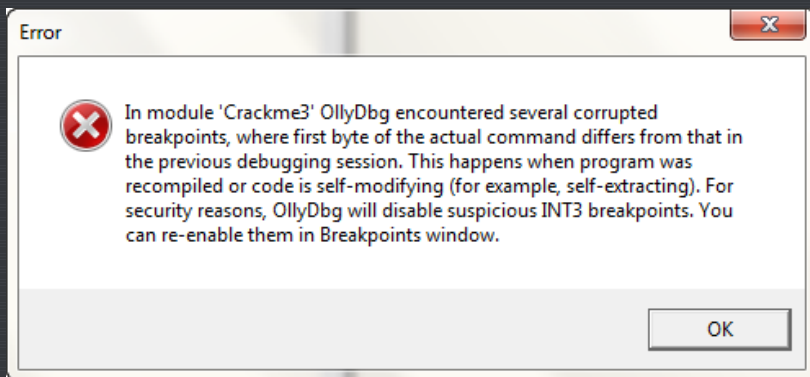 Error
In module 'Crackme3' OllyDbg encountered several corrupted
breakpoints, where first byte of the actual command differs from that in
the previous debugging session. This happens when program was
recompiled or code is self-modifying (for example, self-extracting). For
security reasons, OllyDbg will disable suspicious INT3 breakpoints. You
can re-enable them in Breakpoints window.
OK